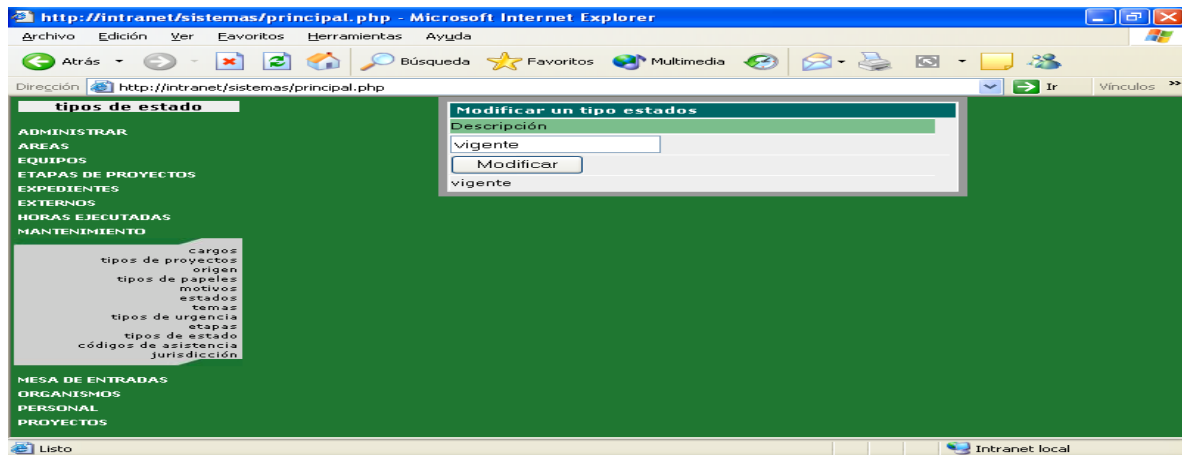 http://intranet/sistemas/principal.php - Microsoft Internet Explorer
Archivo Edición Ver Favoritos Herramientas Ayuda
Atrás Búsqueda Favoritos Multimedia
Dirección http://intranet/sistemas/principal.php Ir Vínculos »
tipos de estado
ADMINISTRAR
AREAS
EQUIPOS
ETAPAS DE PROYECTOS
EXPEDIENTES
EXTERNOS
HORAS EJECUTADAS
MANTENIMIENTO
cargos
tipos de proyectos
origen
tipos de papeles
motivos
estados
temas
tipos de urgencia
etapas
tipos de estado
códigos de asistencia
jurisdicción
MESA DE ENTRADAS
ORGANISMOS
PERSONAL
PROYECTOS
Modificar un tipo estados
Descripción
vigente
Modificar
vigente
Listo Intranet local